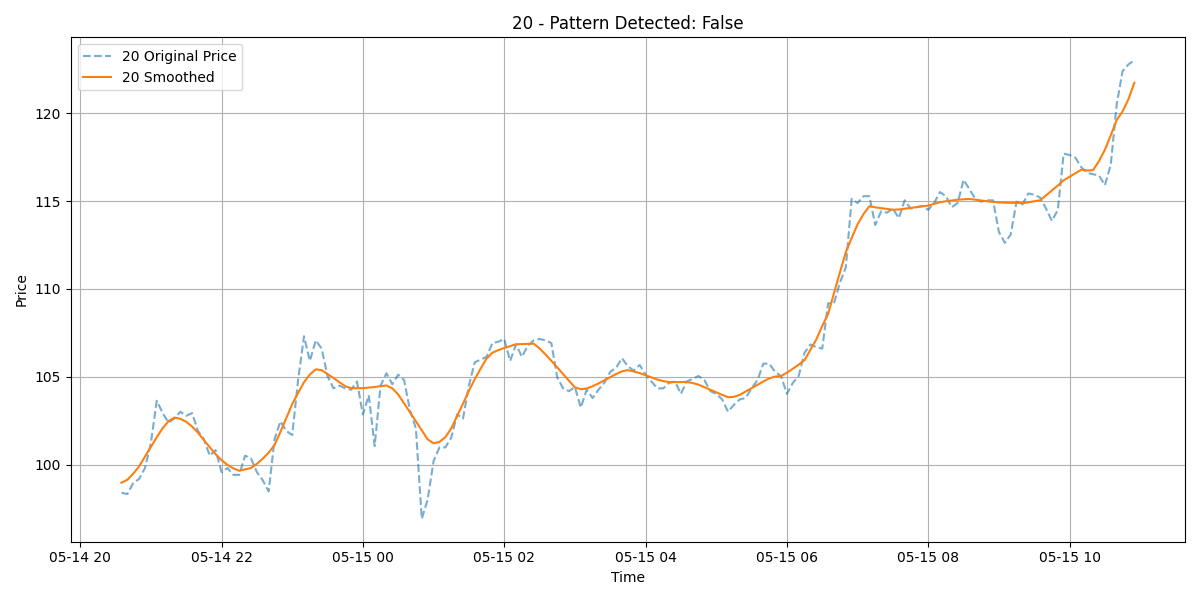 20 - Pattern Detected: False
20 Original Price
20 Smoothed
Price
120
115
110
105
100
05-14 20 05-14 22 05-15 00 05-15 02 05-15 04 05-15 06 05-15 08 05-15 10
Time